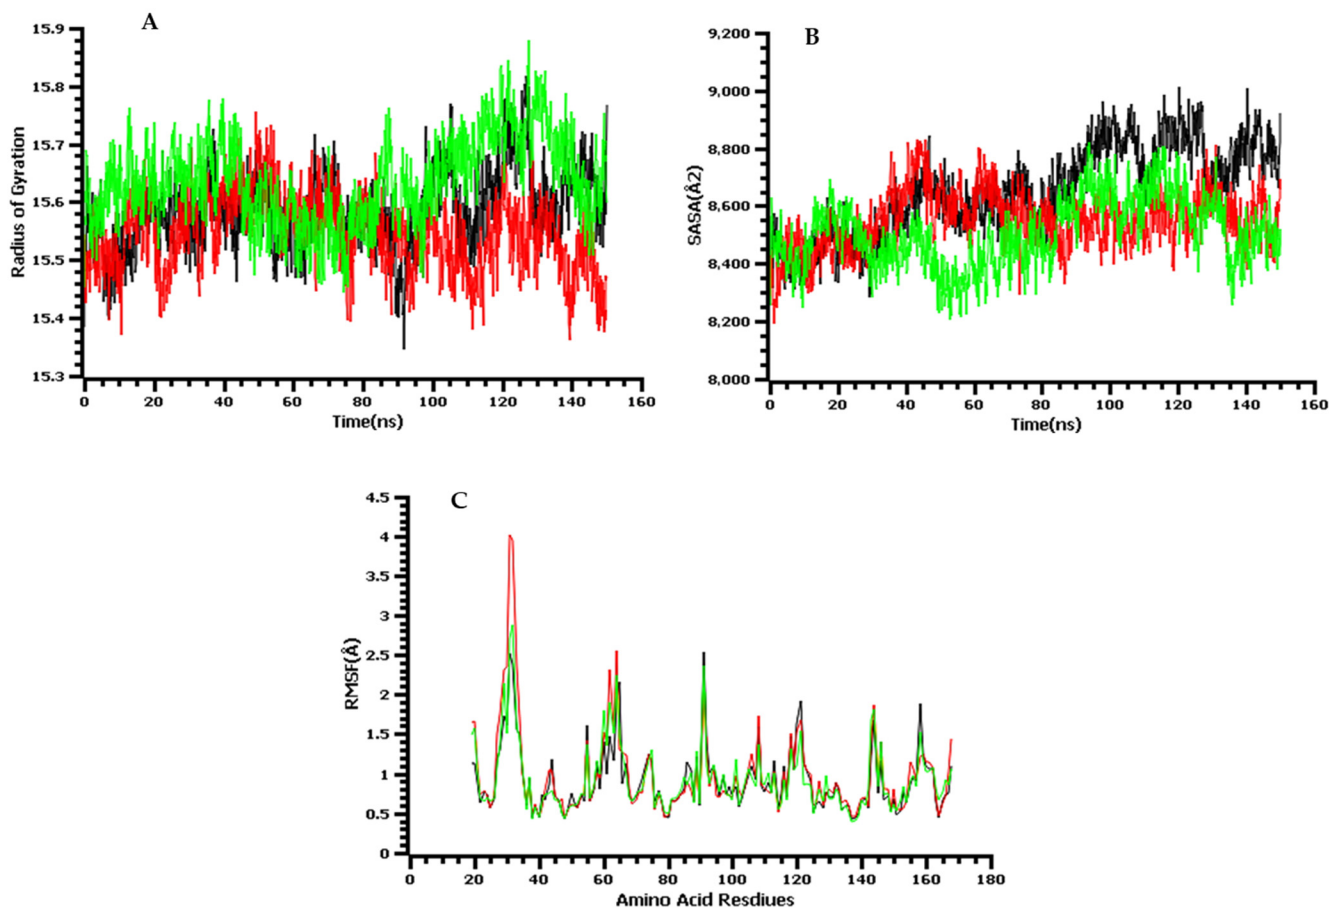 A
Radius of Gyration
15.9
15.8
15.7
15.6
15.5
15.4
15.3
0 20 40 60 80 100 120 140 160
Time(ns)
B
SASA(Å2)
9,200
9,000
8,800
8,600
8,400
8,200
8,000
0 20 40 60 80 100 120 140 160
Time(ns)
C
RMSF(Å)
4.5
4
3.5
3
2.5
2
1.5
1
0.5
0
0 20 40 60 80 100 120 140 160 180
Amino Acid Resdiues